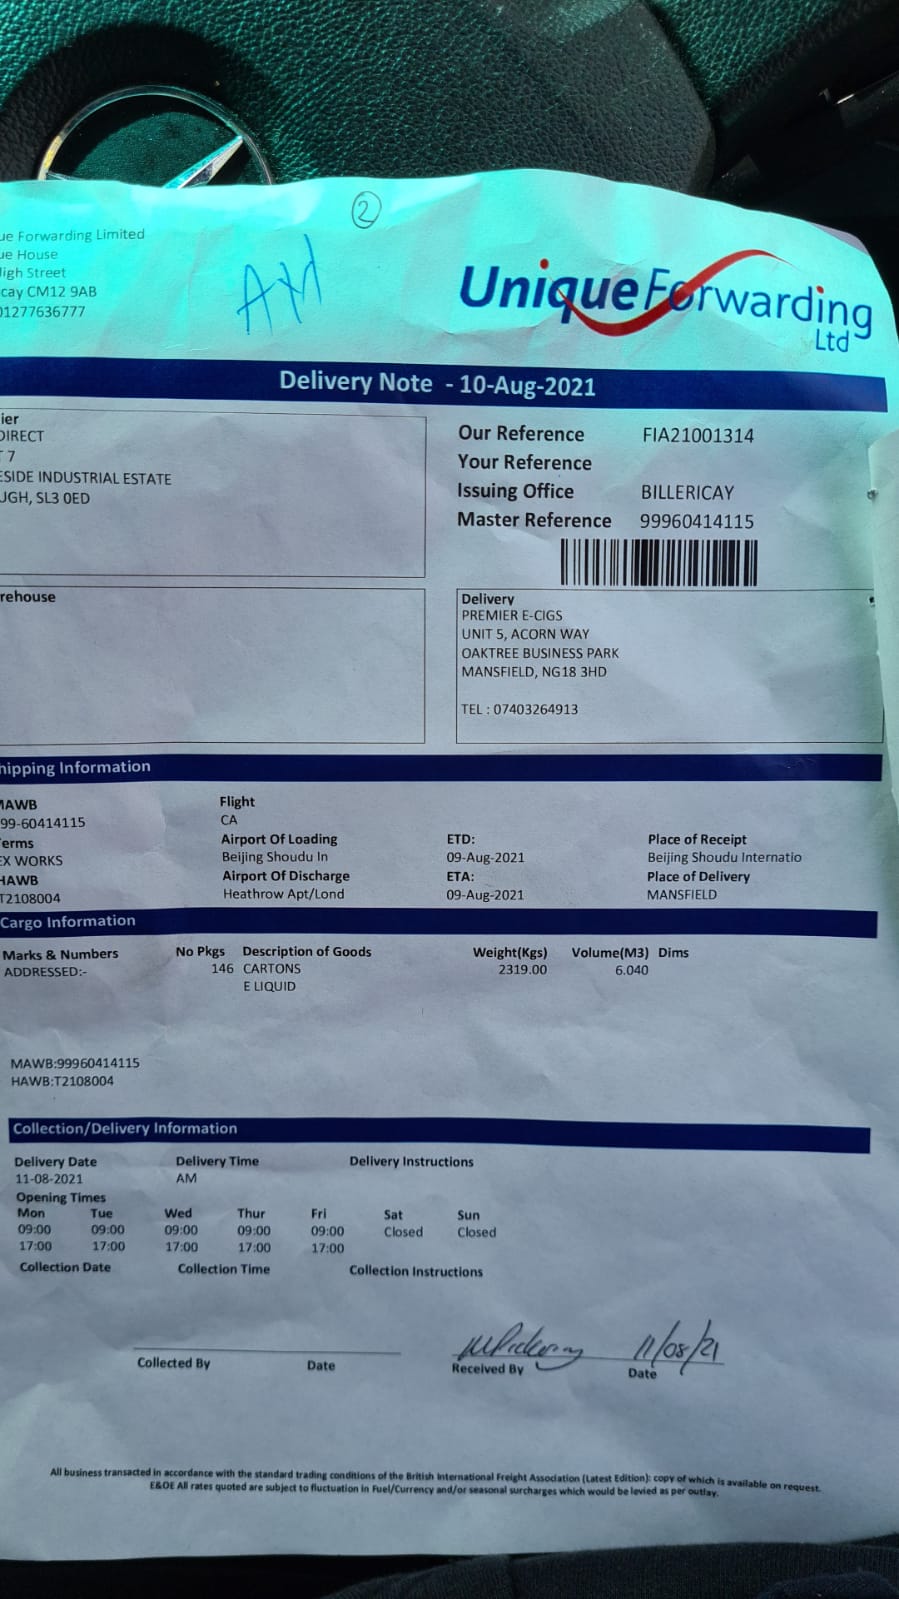 2
ue Forwarding Limited
ue House
High Street
cay CM12 9AB
01277636777
AM
UniqueForwarding
Ltd
Delivery Note - 10-Aug-2021
ier
DIRECT
T 7
ESIDE INDUSTRIAL ESTATE
UGH, SL3 0ED
Our Reference FIA21001314
Your Reference
Issuing Office BILLERICAY
Master Reference 99960414115
rehouse
Delivery
PREMIER E-CIGS
UNIT 5, ACORN WAY
OAKTREE BUSINESS PARK
MANSFIELD, NG18 3HD
TEL : 07403264913
hipping Information
MAWB Flight
99-60414115 CA
erms Airport Of Loading ETD: Place of Receipt
EX WORKS Beijing Shoudu In 09-Aug-2021 Beijing Shoudu Internatio
HAWB Airport Of Discharge ETA: Place of Delivery
T2108004 Heathrow Apt/Lond 09-Aug-2021 MANSFIELD
Cargo Information
Marks & Numbers No Pkgs Description of Goods Weight(Kgs) Volume(M3) Dims
ADDRESSED:- 146 CARTONS 2319.00 6.040
E LIQUID
MAWB:99960414115
HAWB:T2108004
Collection/Delivery Information
Delivery Date Delivery Time Delivery Instructions
11-08-2021 AM
Opening Times
Mon Tue Wed Thur Fri Sat Sun
09:00 09:00 09:00 09:00 09:00 Closed Closed
17:00 17:00 17:00 17:00 17:00
Collection Date Collection Time Collection Instructions
11/08/21
Collected By Date Received By Date
All business transacted in accordance with the standard trading conditions of the British International Freight Association (Latest Edition): copy of which is available on request.
E&OE All rates quoted are subject to fluctuation in Fuel/Currency and/or seasonal surcharges which would be levied as per outlay.